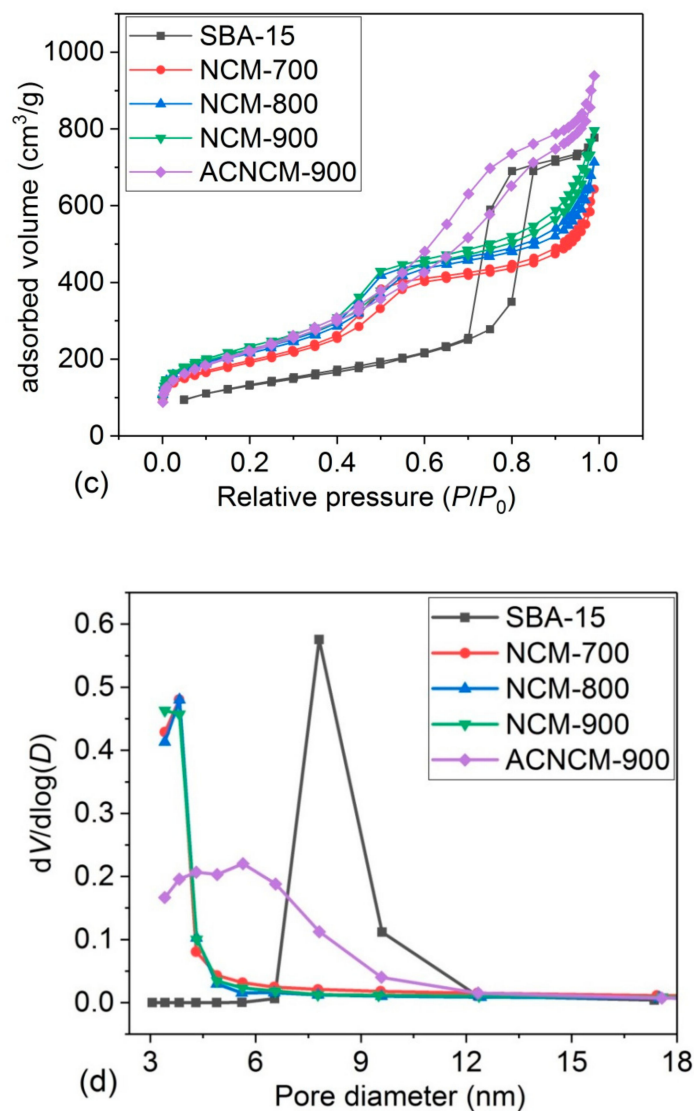 1000
800
600
400
200
0
adsorbed volume (cm³/g)
SBA-15
NCM-700
NCM-800
NCM-900
ACNCM-900
0.0 0.2 0.4 0.6 0.8 1.0
(c)
Relative pressure (P/P₀)
0.6
0.5
0.4
0.3
0.2
0.1
0.0
dV/dlog(D)
SBA-15
NCM-700
NCM-800
NCM-900
ACNCM-900
3 6 9 12 15 18
(d)
Pore diameter (nm)